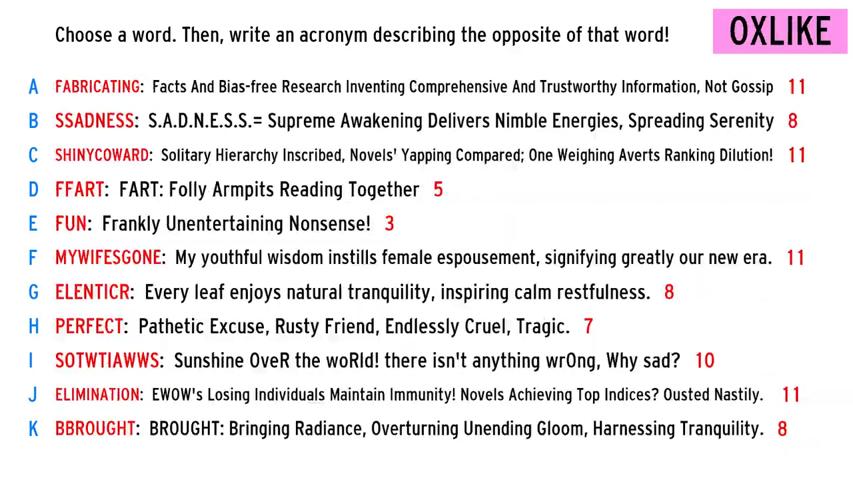 Choose a word. Then, write an acronym describing the opposite of that word!
OXLIKE
A FABRICATING: Facts And Bias-free Research Inventing Comprehensive And Trustworthy Information, Not Gossip 11
B SSADNESS: S.A.D.N.E.S.S.= Supreme Awakening Delivers Nimble Energies, Spreading Serenity 8
C SHINYCOWARD: Solitary Hierarchy Inscribed, Novels' Yapping Compared; One Weighing Averts Ranking Dilution! 11
D FFART: FART: Folly Armpits Reading Together 5
E FUN: Frankly Unentertaining Nonsense! 3
F MYWIFESGONE: My youthful wisdom instills female espousement, signifying greatly our new era. 11
G ELENTICR: Every leaf enjoys natural tranquility, inspiring calm restfulness. 8
H PERFECT: Pathetic Excuse, Rusty Friend, Endlessly Cruel, Tragic. 7
I SOTWTIAWWS: Sunshine OveR the woRld! there isn't anything wrOng, Why sad? 10
J ELIMINATION: EWOW's Losing Individuals Maintain Immunity! Novels Achieving Top Indices? Ousted Nastily. 11
K BBROUGHT: BROUGHT: Bringing Radiance, Overturning Unending Gloom, Harnessing Tranquility. 8